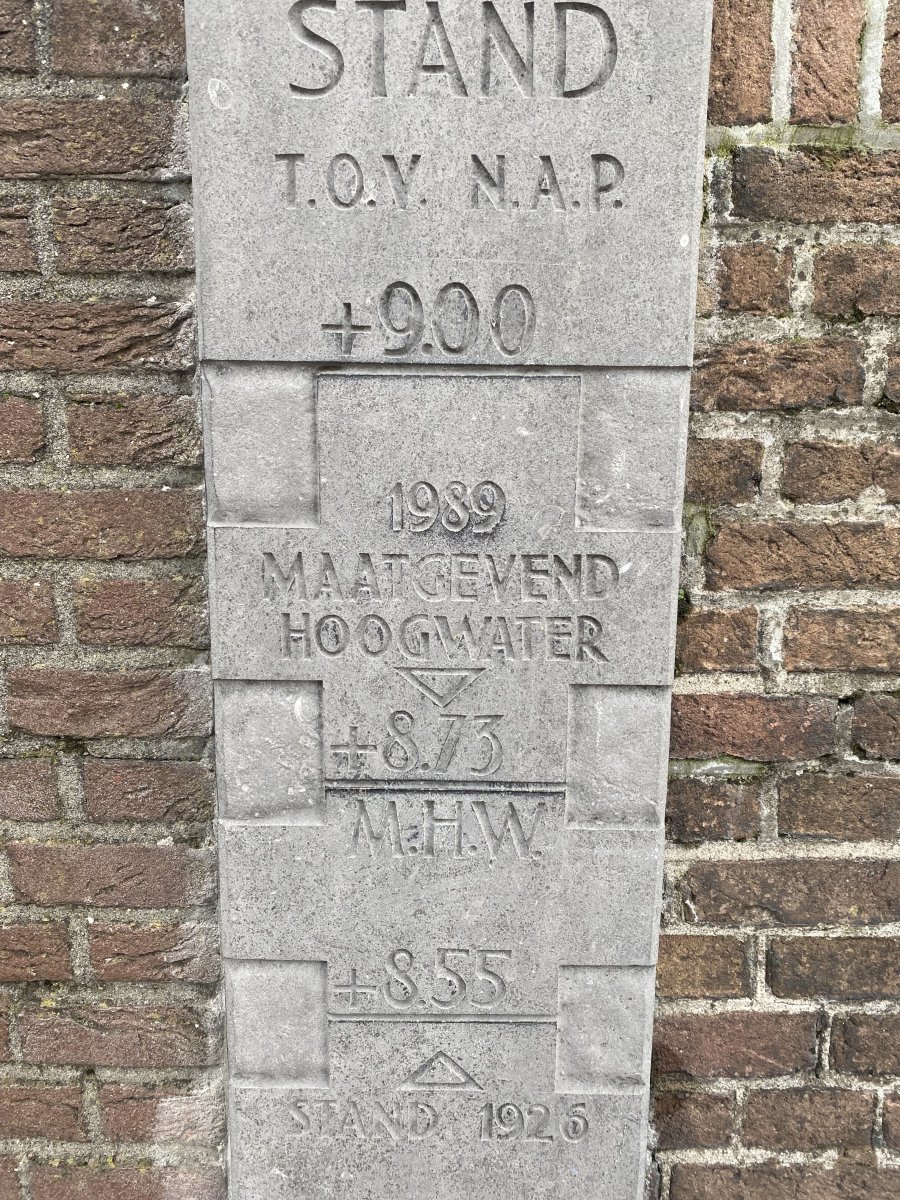 STAND
T.O.V. N.A.P.
+9.00
1989
MAATGEVEND
HOOGWATER
+8.73
M.H.W.
+8.55
STAND 1926